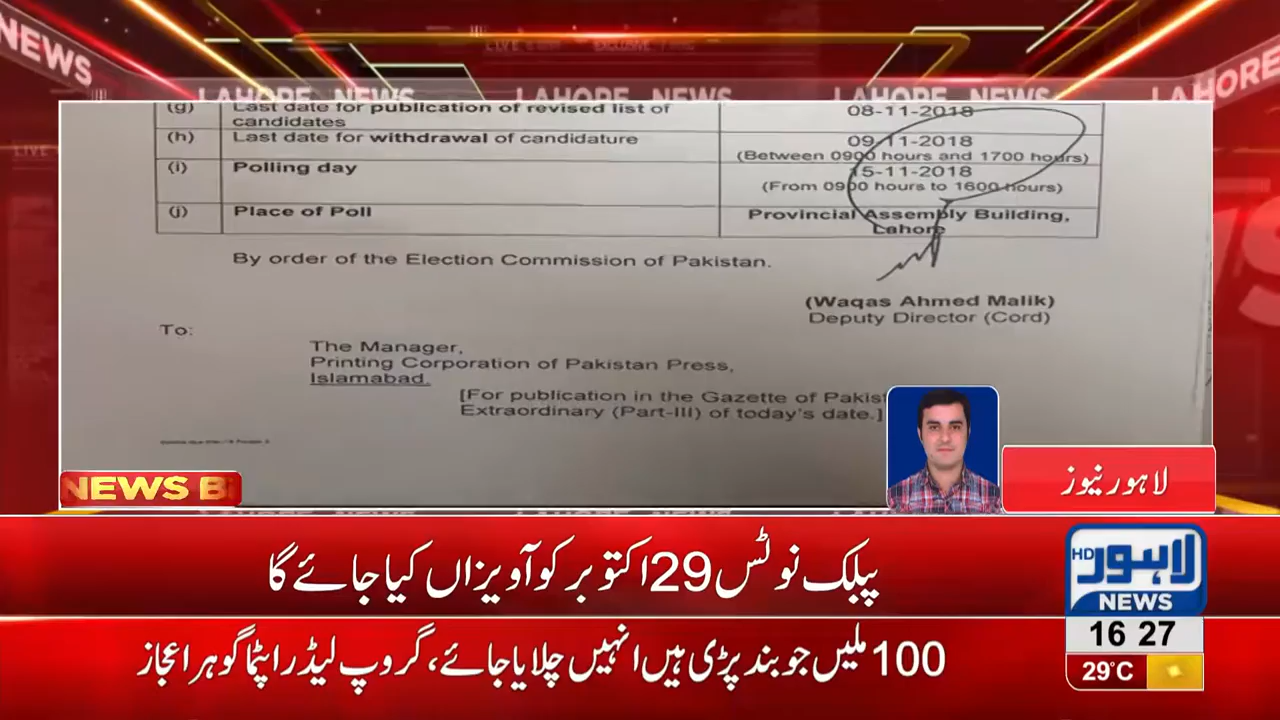 NEWS
LAHORE NEWS
LAHORE NEWS
LAHORE
(g) Last date for publication of revised list of candidates 08-11-2018
(h) Last date for withdrawal of candidature 09-11-2018
(Between 0900 hours and 1700 hours)
(i) Polling day 15-11-2018
(From 0900 hours to 1600 hours)
(j) Place of Poll Provincial Assembly Building,
Lahore
By order of the Election Commission of Pakistan.
(Waqas Ahmed Malik)
Deputy Director (Cord)
To:
The Manager,
Printing Corporation of Pakistan Press,
Islamabad.
[For publication in the Gazette of Pakist
Extraordinary (Part-III) of today's date.]
NEWS Bi
لاہور نیوز
پبلک نوٹس 29 اکتوبر کو آویزاں کیا جائے گا
HD لاہور
NEWS
16 27
29°C
100 ملیں جو بند پڑی ہیں انہیں چلایا جائے، گروپ لیڈر اپٹما گوہر اعجاز